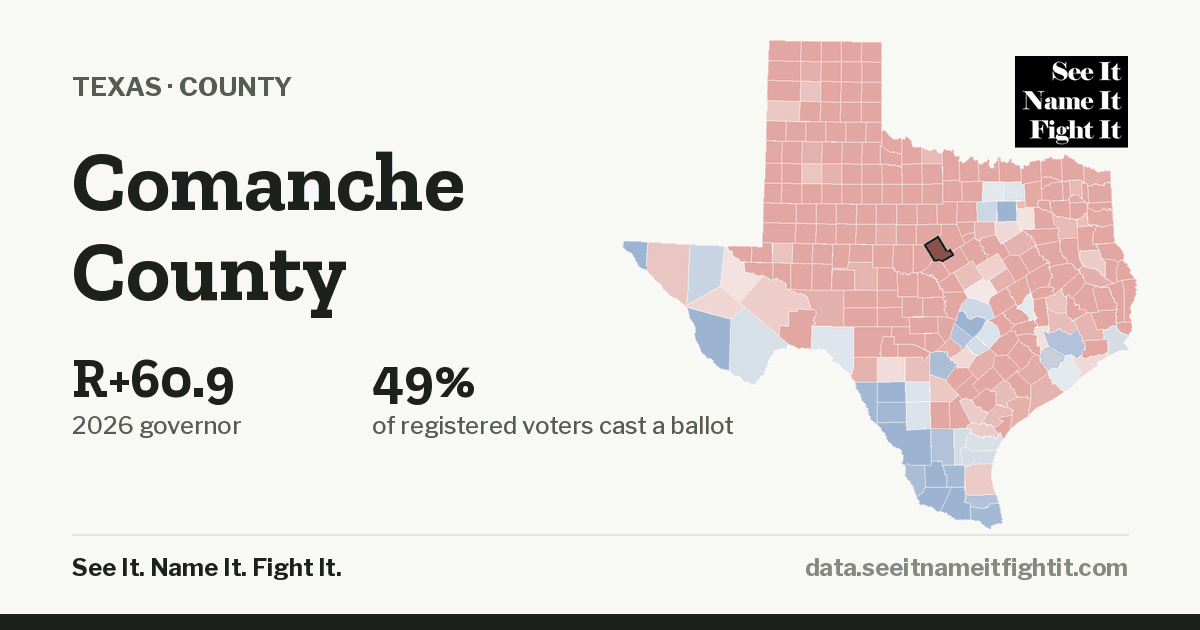 TEXAS · COUNTY
See It
Name It
Fight It
Comanche
County
R+60.9
2026 governor
49%
of registered voters cast a ballot
See It. Name It. Fight It.
data.seeitnameitfightit.com